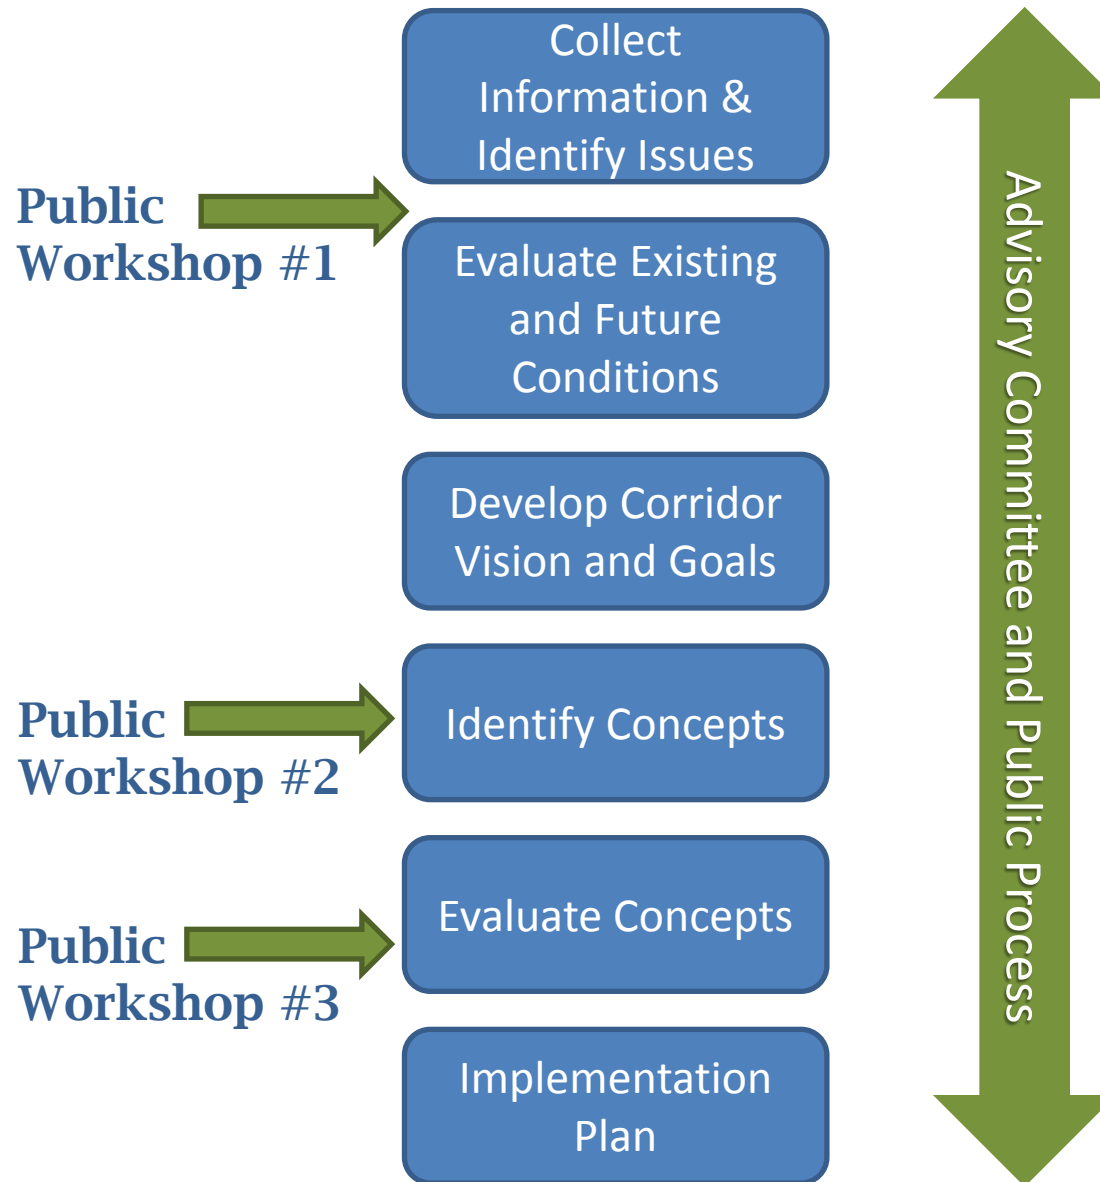 Collect
Information &
Identify Issues
Public
Workshop #1
Evaluate Existing
and Future
Conditions
Develop Corridor
Vision and Goals
Public
Workshop #2
Identify Concepts
Public
Workshop #3
Evaluate Concepts
Implementation
Plan
Advisory Committee and Public Process